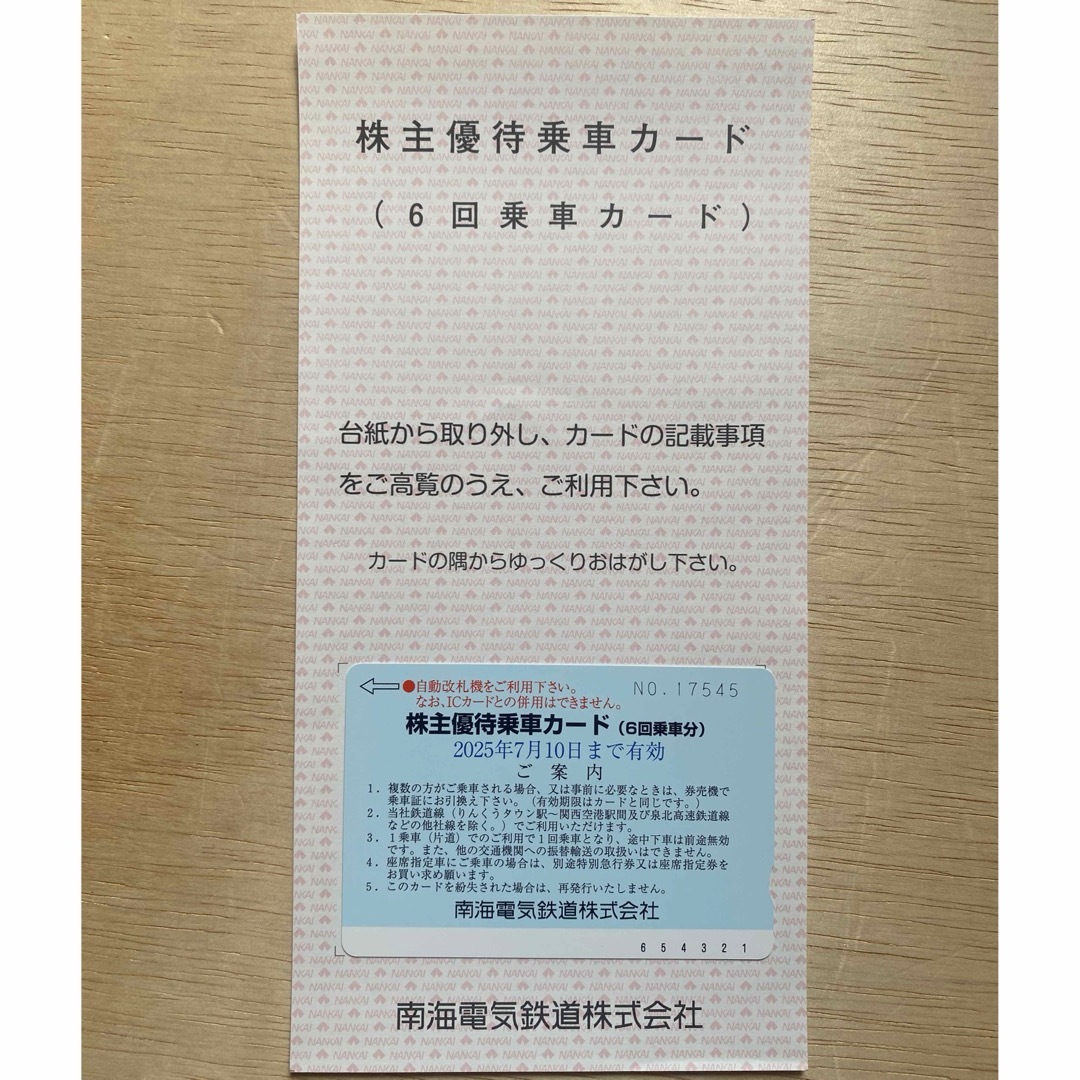 株主優待乗車カード
(6回乗車カード)
台紙から取り外し、カードの記載事項
をご高覧のうえ、ご利用下さい。
カードの隅からゆっくりおはがし下さい。
●自動改札機をご利用下さい。
なお、ICカードとの併用はできません。
NO.17545
株主優待乗車カード(6回乗車分)
2025年7月10日まで有効
ご案内
1．複数の方がご乗車される場合、又は事前に必要なときは、券売機で
乗車証にお引換え下さい。（有効期限はカードと同じです。）
2．当社鉄道線（りんくうタウン駅～関西空港駅間及び泉北高速鉄道線
などの他社線を除く。）でご利用いただけます。
3．1乗車（片道）でのご利用で1回乗車となり、途中下車は前途無効
です。また、他の交通機関への振替輸送の取扱いはできません。
4．座席指定車にご乗車の場合は、別途特別急行券又は座席指定券を
お買い求め願います。
5．このカードを紛失された場合は、再発行いたしません。
南海電気鉄道株式会社
6 5 4 3 2 1
南海電気鉄道株式会社